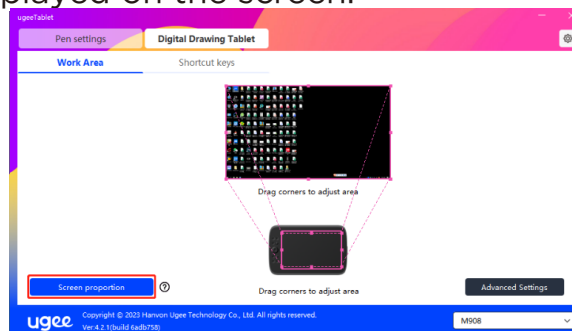 played on the screen.
ugeeTablet
Pen settings
Digital Drawing Tablet
Work Area
Shortcut keys
Drag corners to adjust area
Screen proportion
Drag corners to adjust area
Advanced Settings
ugee
Copyright © 2023 Hanvon Ugee Technology Co., Ltd. All rights reserved.
Ver:4.2.1(build 6adb758)
M908